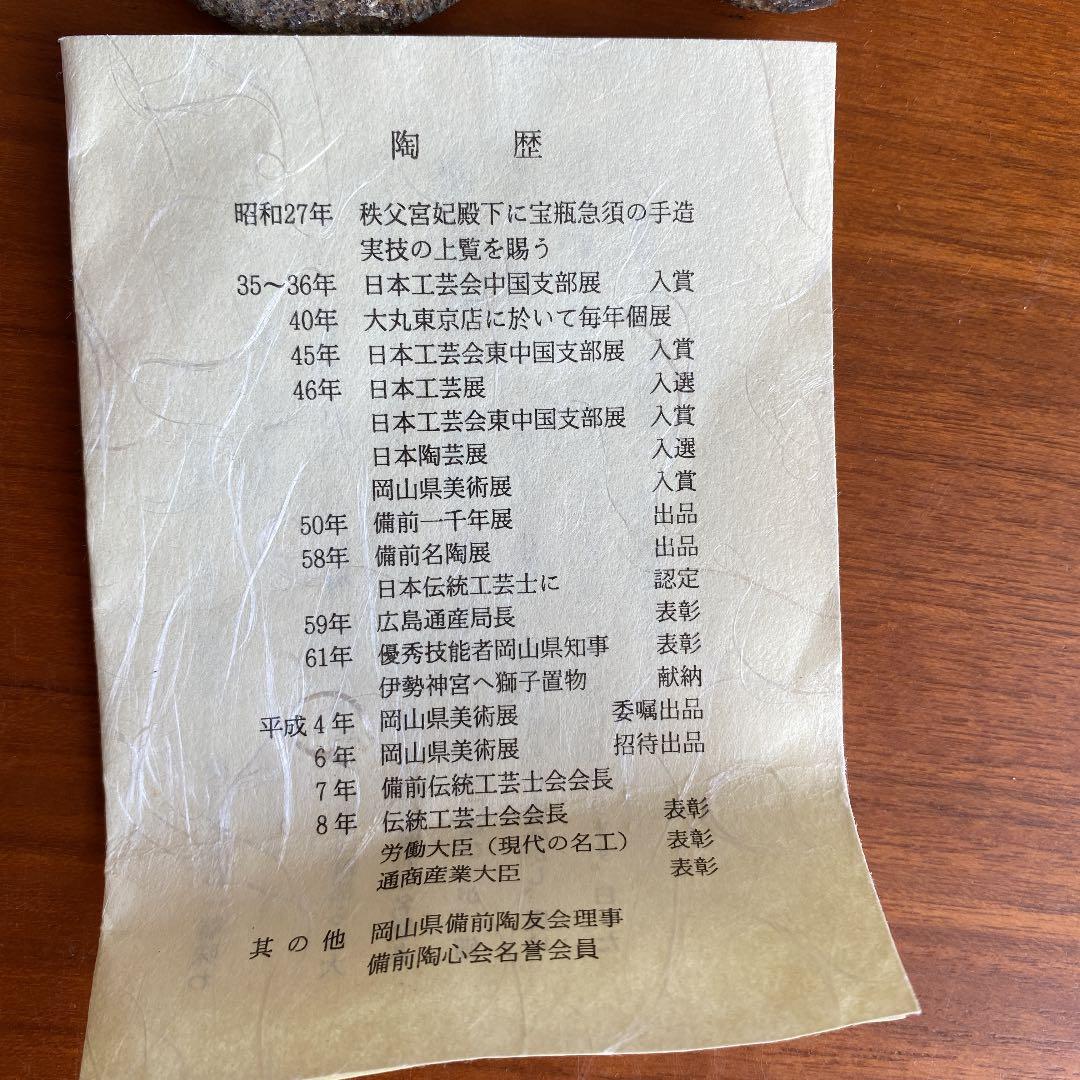 陶 歴
昭和27年 秩父宮妃殿下に宝瓶急須の手造
実技の上覧を賜う
35～36年 日本工芸会中国支部展 入賞
40年 大丸東京店に於いて毎年個展
45年 日本工芸会東中国支部展 入賞
46年 日本工芸展 入選
日本工芸会東中国支部展 入賞
日本陶芸展 入選
岡山県美術展 入賞
50年 備前一千年展 出品
58年 備前名陶展 出品
日本伝統工芸士に 認定
59年 広島通産局長 表彰
61年 優秀技能者岡山県知事 表彰
伊勢神宮へ獅子置物 献納
平成4年 岡山県美術展 委嘱出品
6年 岡山県美術展 招待出品
7年 備前伝統工芸士会会長
8年 伝統工芸士会会長 表彰
労働大臣（現代の名工） 表彰
通商産業大臣 表彰
其の他 岡山県備前陶友会理事
備前陶心会名誉会員